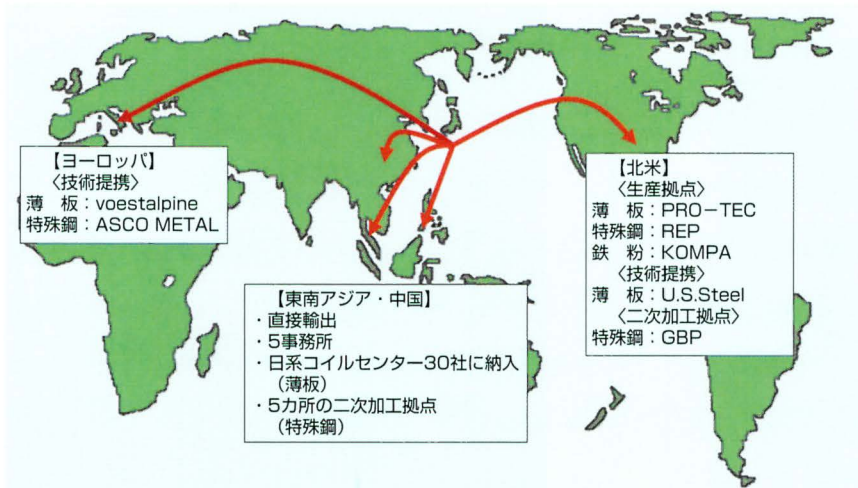 【ヨーロッパ】
〈技術提携〉
薄　板：voestalpine
特殊鋼：ASCO METAL
【東南アジア・中国】
・直接輸出
・5事務所
・日系コイルセンター30社に納入
（薄板）
・5カ所の二次加工拠点
（特殊鋼）
【北米】
〈生産拠点〉
薄　板：PRO－TEC
特殊鋼：REP
鉄　粉：KOMPA
〈技術提携〉
薄　板：U.S.Steel
〈二次加工拠点〉
特殊鋼：GBP